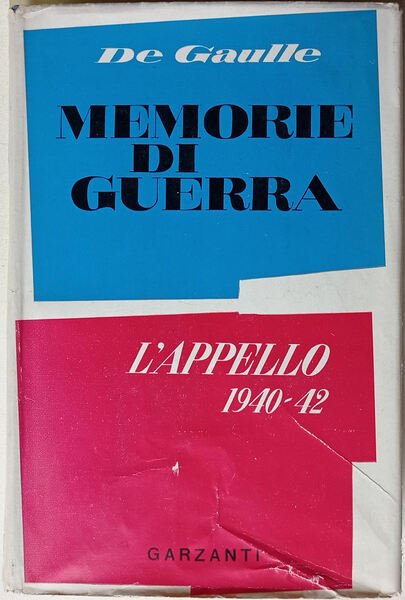 De Gaulle
MEMORIE
DI
GUERRA
L'APPELLO
1940-42
GARZANTI